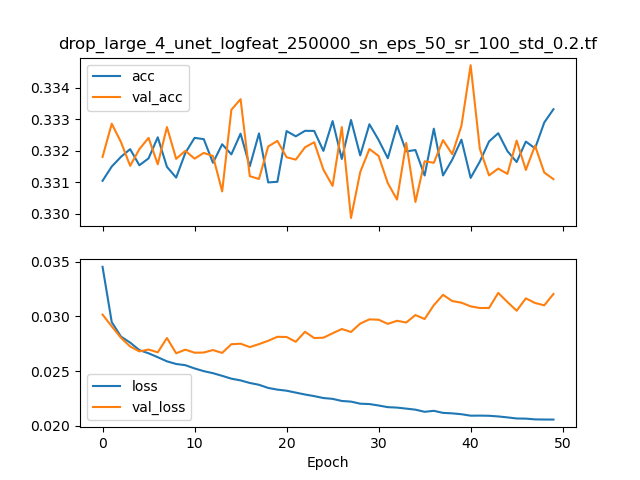 drop_large_4_unet_logfeat_250000_sn_eps_50_sr_100_std_0.2.tf
acc
val_acc
0.334
0.333
0.332
0.331
0.330
0.035
0.030
0.025
0.020
loss
val_loss
0 10 20 30 40 50
Epoch